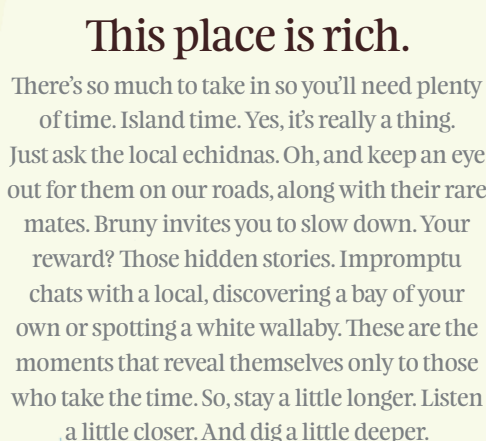 This place is rich.
There's so much to take in so you'll need plenty
of time. Island time. Yes, it's really a thing.
Just ask the local echidnas. Oh, and keep an eye
out for them on our roads, along with their rare
mates. Bruny invites you to slow down. Your
reward? Those hidden stories. Impromptu
chats with a local, discovering a bay of your
own or spotting a white wallaby. These are the
moments that reveal themselves only to those
who take the time. So, stay a little longer. Listen
a little closer. And dig a little deeper.